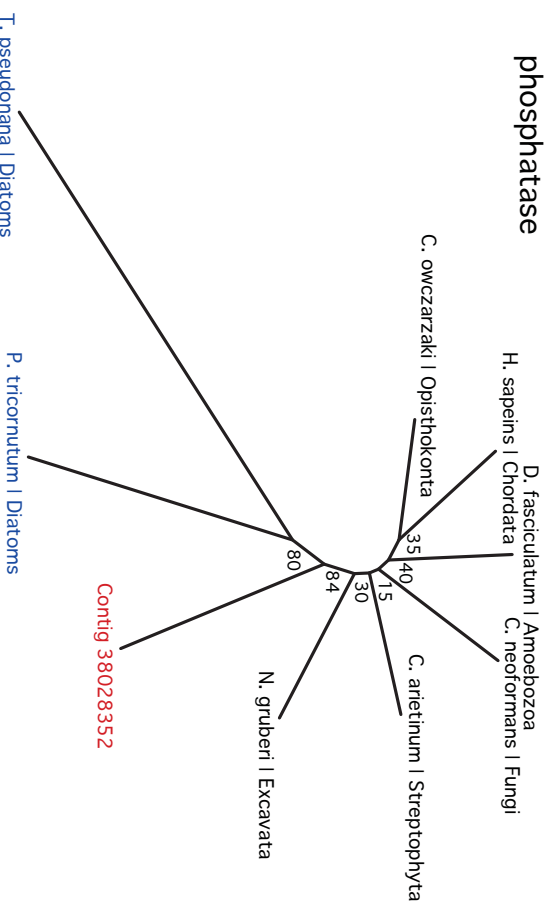 phosphatase
C. owczarzaki | Opisthokonta
H. sapeins | Chordata
D. fasciculatum | Amoebozoa
C. neoformans | Fungi
C. arietinum | Streptophyta
N. gruberi | Excavata
Contig 38028352
P. tricornutum | Diatoms
T. pseudonana | Diatoms
35
40
15
30
84
80